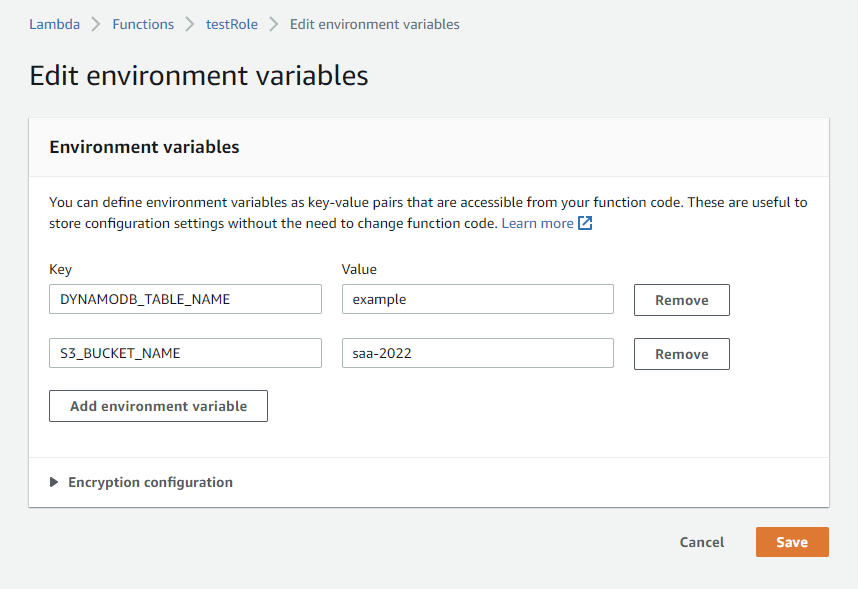 Lambda Functions testRole Edit environment variables
Edit environment variables
Environment variables
You can define environment variables as key-value pairs that are accessible from your function code. These are useful to
store configuration settings without the need to change function code. Learn more
Key Value
DYNAMODB_TABLE_NAME example Remove
S3_BUCKET_NAME saa-2022 Remove
Add environment variable
Encryption configuration
Cancel Save